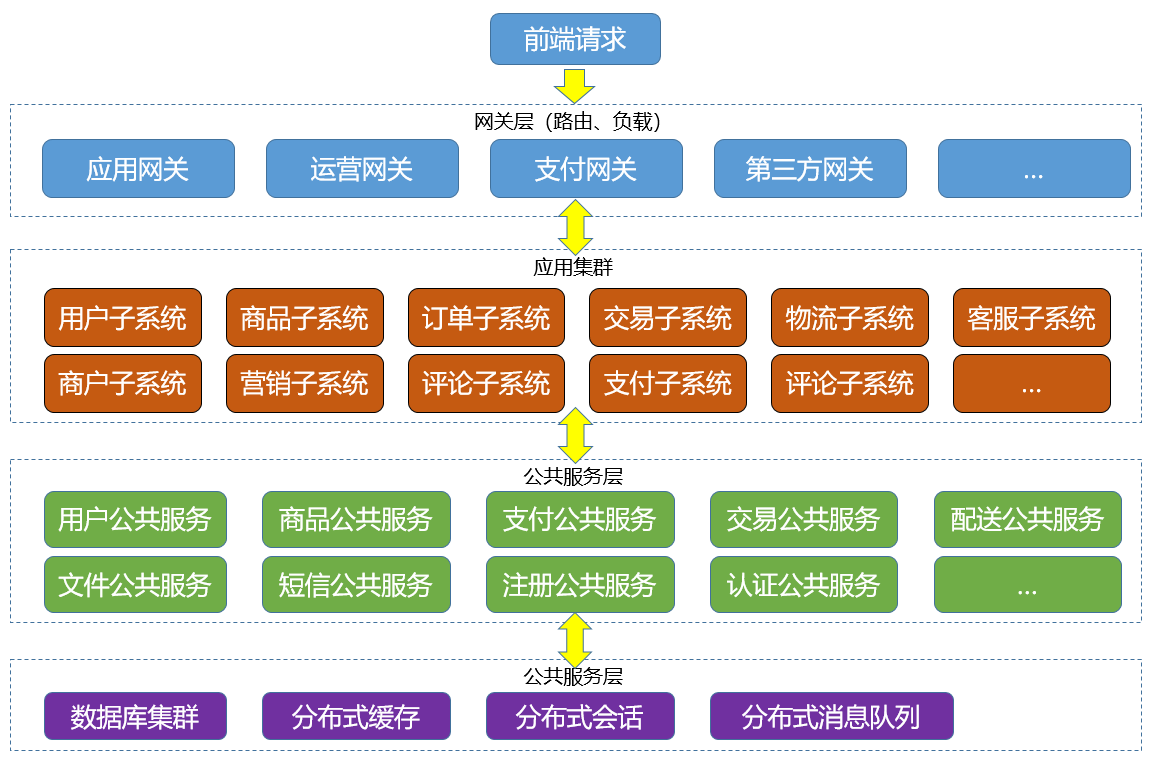 前端请求
网关层（路由、负载）
应用网关
运营网关
支付网关
第三方网关
...
应用集群
用户子系统
商品子系统
订单子系统
交易子系统
物流子系统
客服子系统
商户子系统
营销子系统
评论子系统
支付子系统
评论子系统
...
公共服务层
用户公共服务
商品公共服务
支付公共服务
交易公共服务
配送公共服务
文件公共服务
短信公共服务
注册公共服务
认证公共服务
...
公共服务层
数据库集群
分布式缓存
分布式会话
分布式消息队列